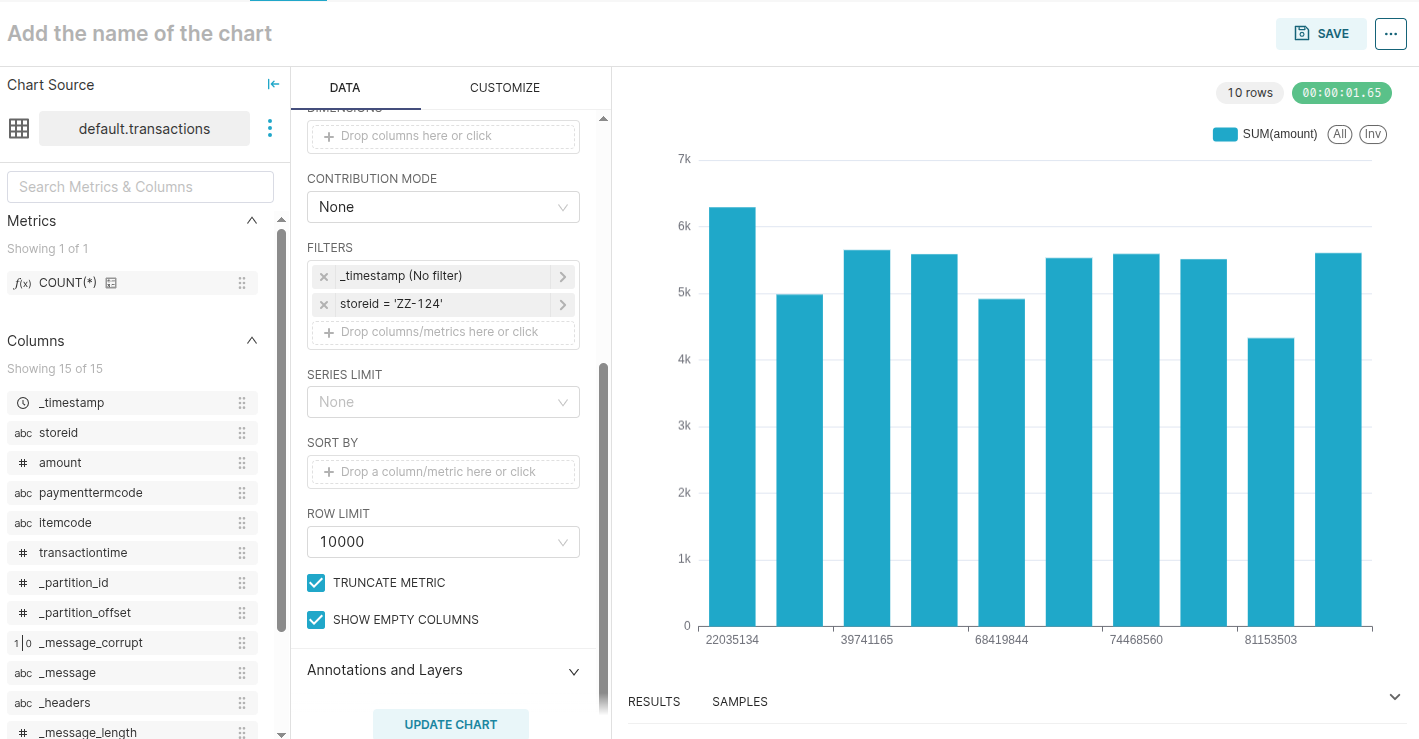 Add the name of the chart
SAVE
...
Chart Source
default.transactions
Search Metrics & Columns
Metrics
Showing 1 of 1
f(x) COUNT(*)
Columns
Showing 15 of 15
_timestamp
abc storeid
# amount
abc paymenttermcode
abc itemcode
# transactiontime
# _partition_id
# _partition_offset
1|0 _message_corrupt
abc _message
abc _headers
# _message_length
DATA
CUSTOMIZE
DIMENSIONS
+ Drop columns here or click
CONTRIBUTION MODE
None
FILTERS
_timestamp (No filter)
storeid = 'ZZ-124'
+ Drop columns/metrics here or click
SERIES LIMIT
None
SORT BY
+ Drop a column/metric here or click
ROW LIMIT
10000
TRUNCATE METRIC
SHOW EMPTY COLUMNS
Annotations and Layers
UPDATE CHART
10 rows
00:00:01.65
SUM(amount)
All
Inv
7k
6k
5k
4k
3k
2k
1k
0
22035134
39741165
68419844
74468560
81153503
RESULTS
SAMPLES